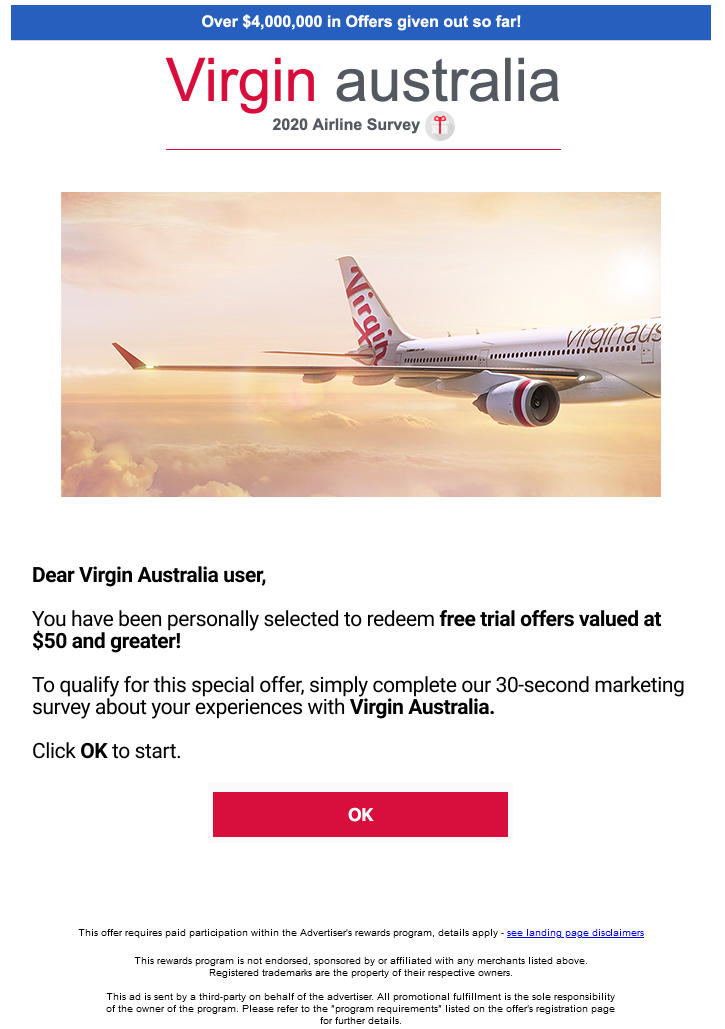 Over $4,000,000 in Offers given out so far!
Virgin australia
2020 Airline Survey
Virgin
virgin aus
Dear Virgin Australia user,
You have been personally selected to redeem free trial offers valued at
$50 and greater!
To qualify for this special offer, simply complete our 30-second marketing
survey about your experiences with Virgin Australia.
Click OK to start.
OK
This offer requires paid participation within the Advertiser's rewards program, details apply - see landing page disclaimers
This rewards program is not endorsed, sponsored by or affiliated with any merchants listed above.
Registered trademarks are the property of their respective owners.
This ad is sent by a third-party on behalf of the advertiser. All promotional fulfillment is the sole responsibility
of the owner of the program. Please refer to the "program requirements" listed on the offer's registration page
for further details.